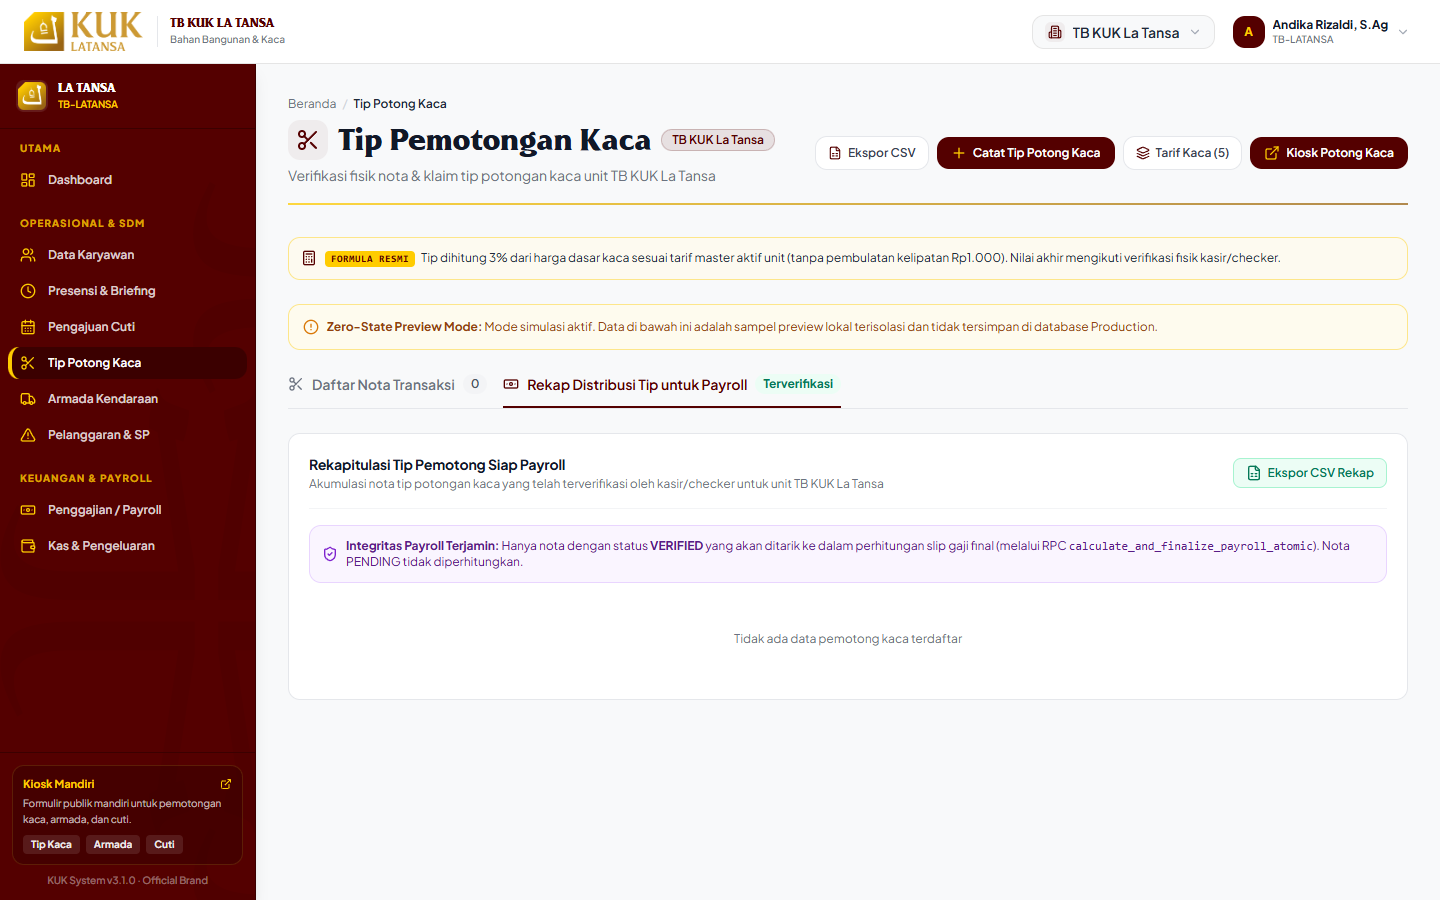 KUK
LATANSA
TB KUK LA TANSA
Bahan Bangunan & Kaca
TB KUK La Tansa
A
Andika Rizaldi, S.Ag
TB-LATANSA
LA TANSA
TB-LATANSA
UTAMA
Dashboard
OPERASIONAL & SDM
Data Karyawan
Presensi & Briefing
Pengajuan Cuti
Tip Potong Kaca
Armada Kendaraan
Pelanggaran & SP
KEUANGAN & PAYROLL
Penggajian / Payroll
Kas & Pengeluaran
Kiosk Mandiri
Formulir publik mandiri untuk pemotongan
kaca, armada, dan cuti.
Tip Kaca Armada Cuti
KUK System v3.1.0 · Official Brand
Beranda / Tip Potong Kaca
Tip Pemotongan Kaca TB KUK La Tansa
Verifikasi fisik nota & klaim tip potongan kaca unit TB KUK La Tansa
Ekspor CSV
Catat Tip Potong Kaca
Tarif Kaca (5)
Kiosk Potong Kaca
FORMULA RESMI Tip dihitung 3% dari harga dasar kaca sesuai tarif master aktif unit (tanpa pembulatan kelipatan Rp1.000). Nilai akhir mengikuti verifikasi fisik kasir/checker.
Zero-State Preview Mode: Mode simulasi aktif. Data di bawah ini adalah sampel preview lokal terisolasi dan tidak tersimpan di database Production.
Daftar Nota Transaksi 0
Rekap Distribusi Tip untuk Payroll Terverifikasi
Rekapitulasi Tip Pemotong Siap Payroll
Akumulasi nota tip potongan kaca yang telah terverifikasi oleh kasir/checker untuk unit TB KUK La Tansa
Ekspor CSV Rekap
Integritas Payroll Terjamin: Hanya nota dengan status VERIFIED yang akan ditarik ke dalam perhitungan slip gaji final (melalui RPC calculate_and_finalize_payroll_atomic). Nota
PENDING tidak diperhitungkan.
Tidak ada data pemotong kaca terdaftar